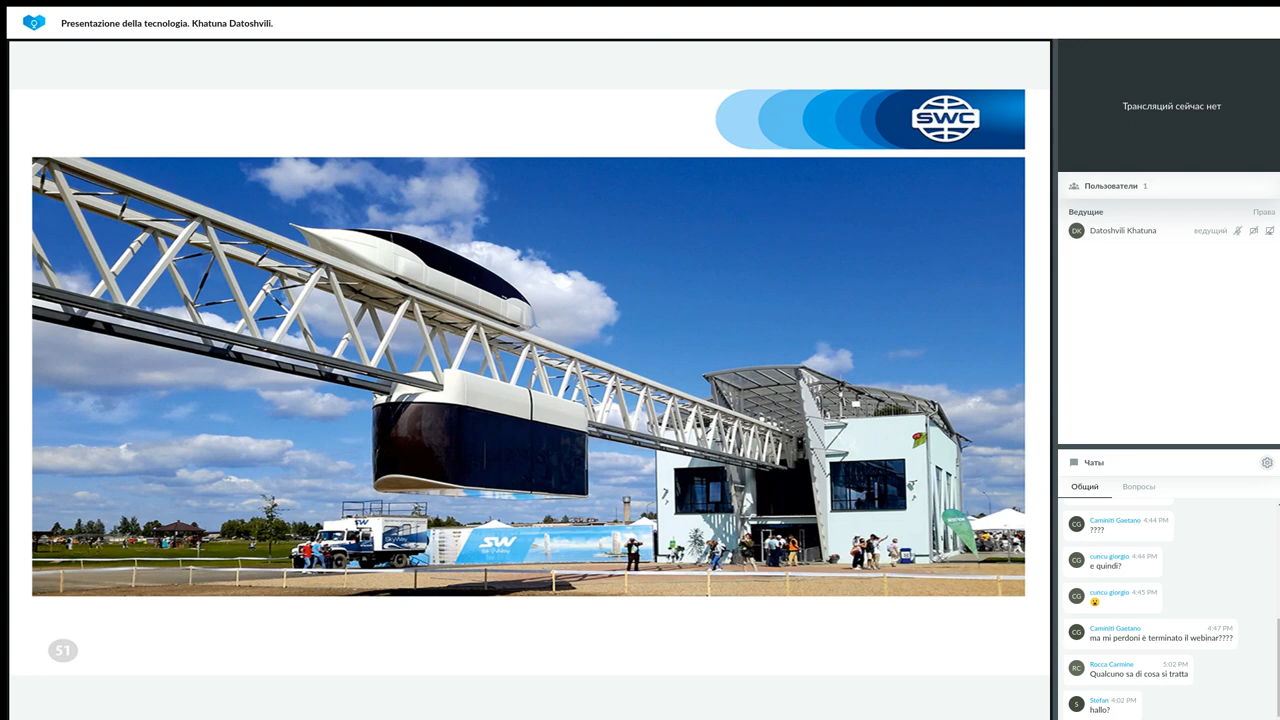 Presentazione della tecnologia. Khatuna Datoshvili.
SWC
SkyWay
SW
SKYWAY
51
Трансляций сейчас нет
Пользователи 1
Ведущие Права
DK Datoshvili Khatuna ведущий
Чаты
Общий Вопросы
CG Caminiti Gaetano 4:44 PM
????
CG cuncu giorgio 4:44 PM
e quindi?
CG cuncu giorgio 4:45 PM
😮
CG Caminiti Gaetano 4:47 PM
ma mi perdoni è terminato il webinar????
RC Rocca Carmine 5:02 PM
Qualcuno sa di cosa si tratta
S Stefan 4:02 PM
hallo?